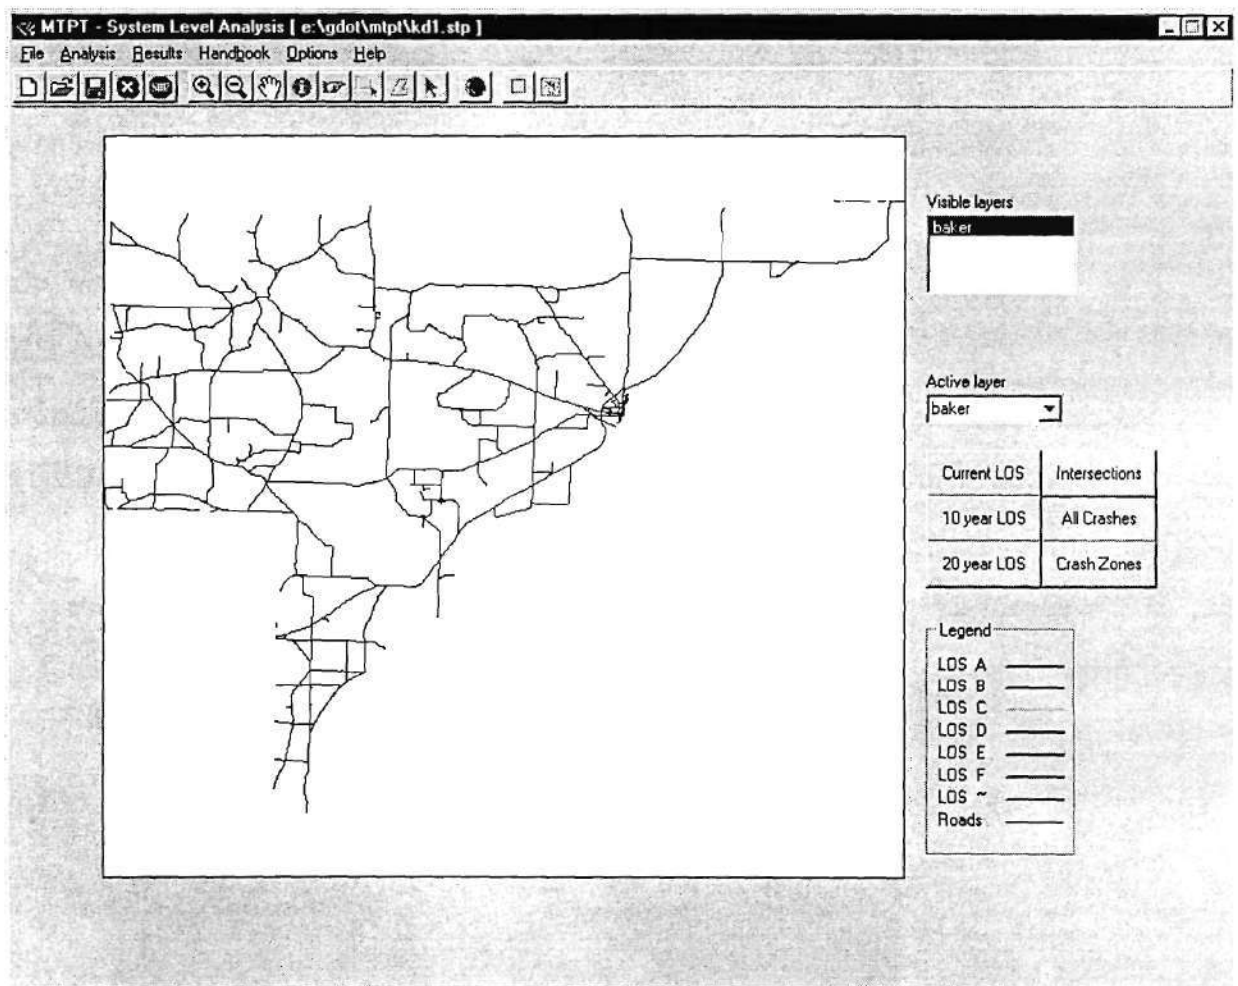 MTPT - System Level Analysis [ e:\gdot\mtpt\kd1.stp ]
File Analysis Results Handbook Options Help
Visible layers
baker
Active layer
baker
Current LOS Intersections
10 year LOS All Crashes
20 year LOS Crash Zones
Legend
LOS A
LOS B
LOS C
LOS D
LOS E
LOS F
LOS ~
Roads